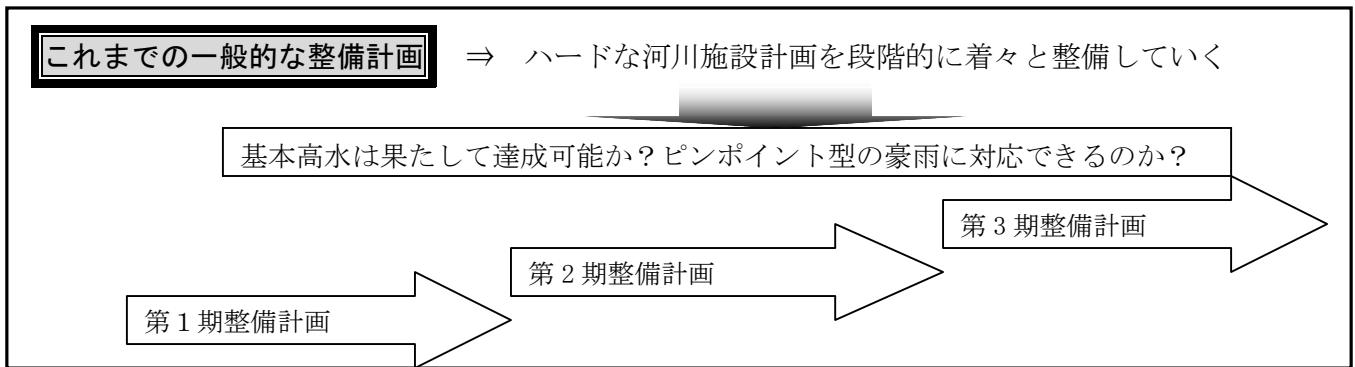 これまでの一般的な整備計画 ⇒ ハードな河川施設計画を段階的に着々と整備していく
基本高水は果たして達成可能か？ピンポイント型の豪雨に対応できるのか？
第３期整備計画
第２期整備計画
第１期整備計画